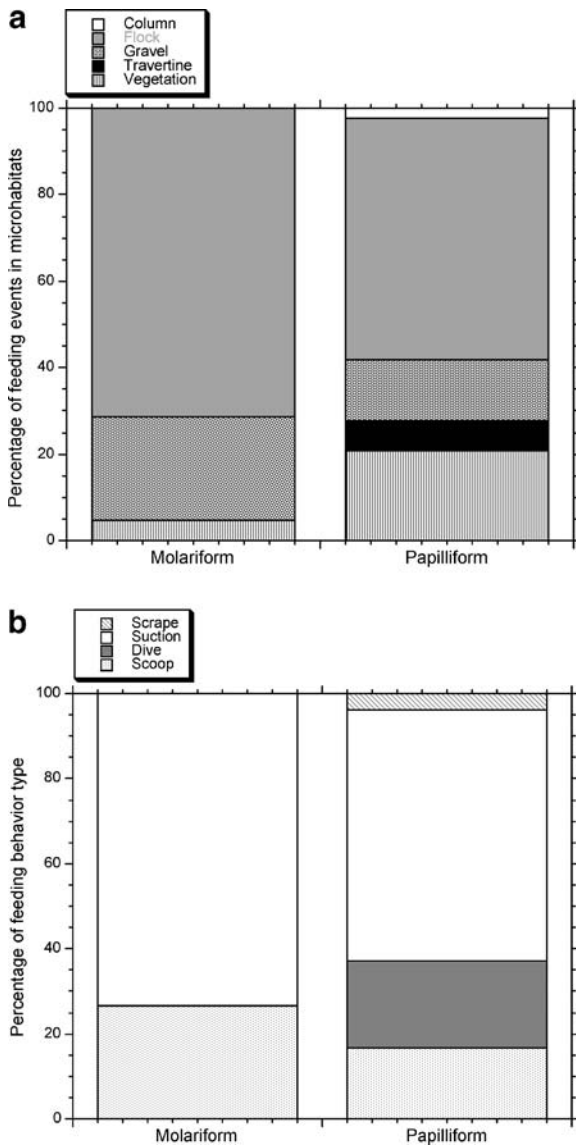 a
Column
Flock
Gravel
Travertine
Vegetation
100
80
60
40
20
0
Percentage of feeding events in microhabitats
Molariform Papilliform
b
Scrape
Suction
Dive
Scoop
100
80
60
40
20
0
Percentage of feeding behavior type
Molariform Papilliform